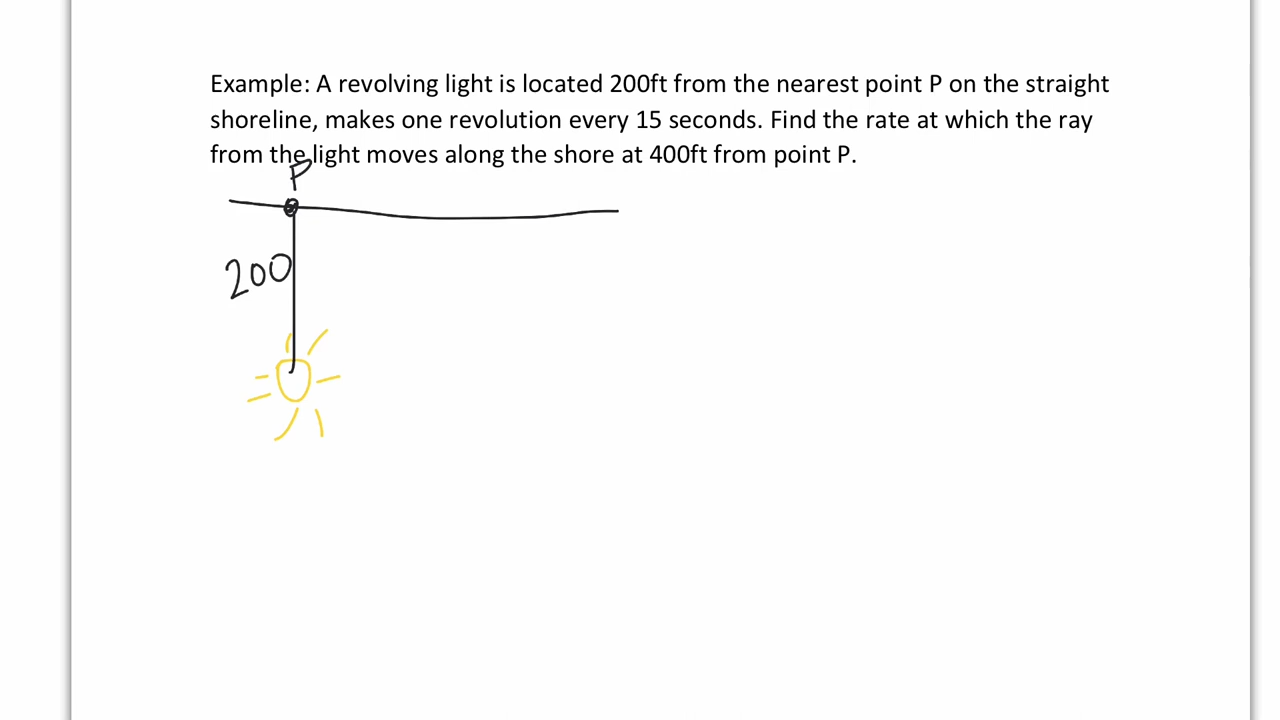 Example: A revolving light is located 200ft from the nearest point P on the straight
shoreline, makes one revolution every 15 seconds. Find the rate at which the ray
from the light moves along the shore at 400ft from point P.
P
200